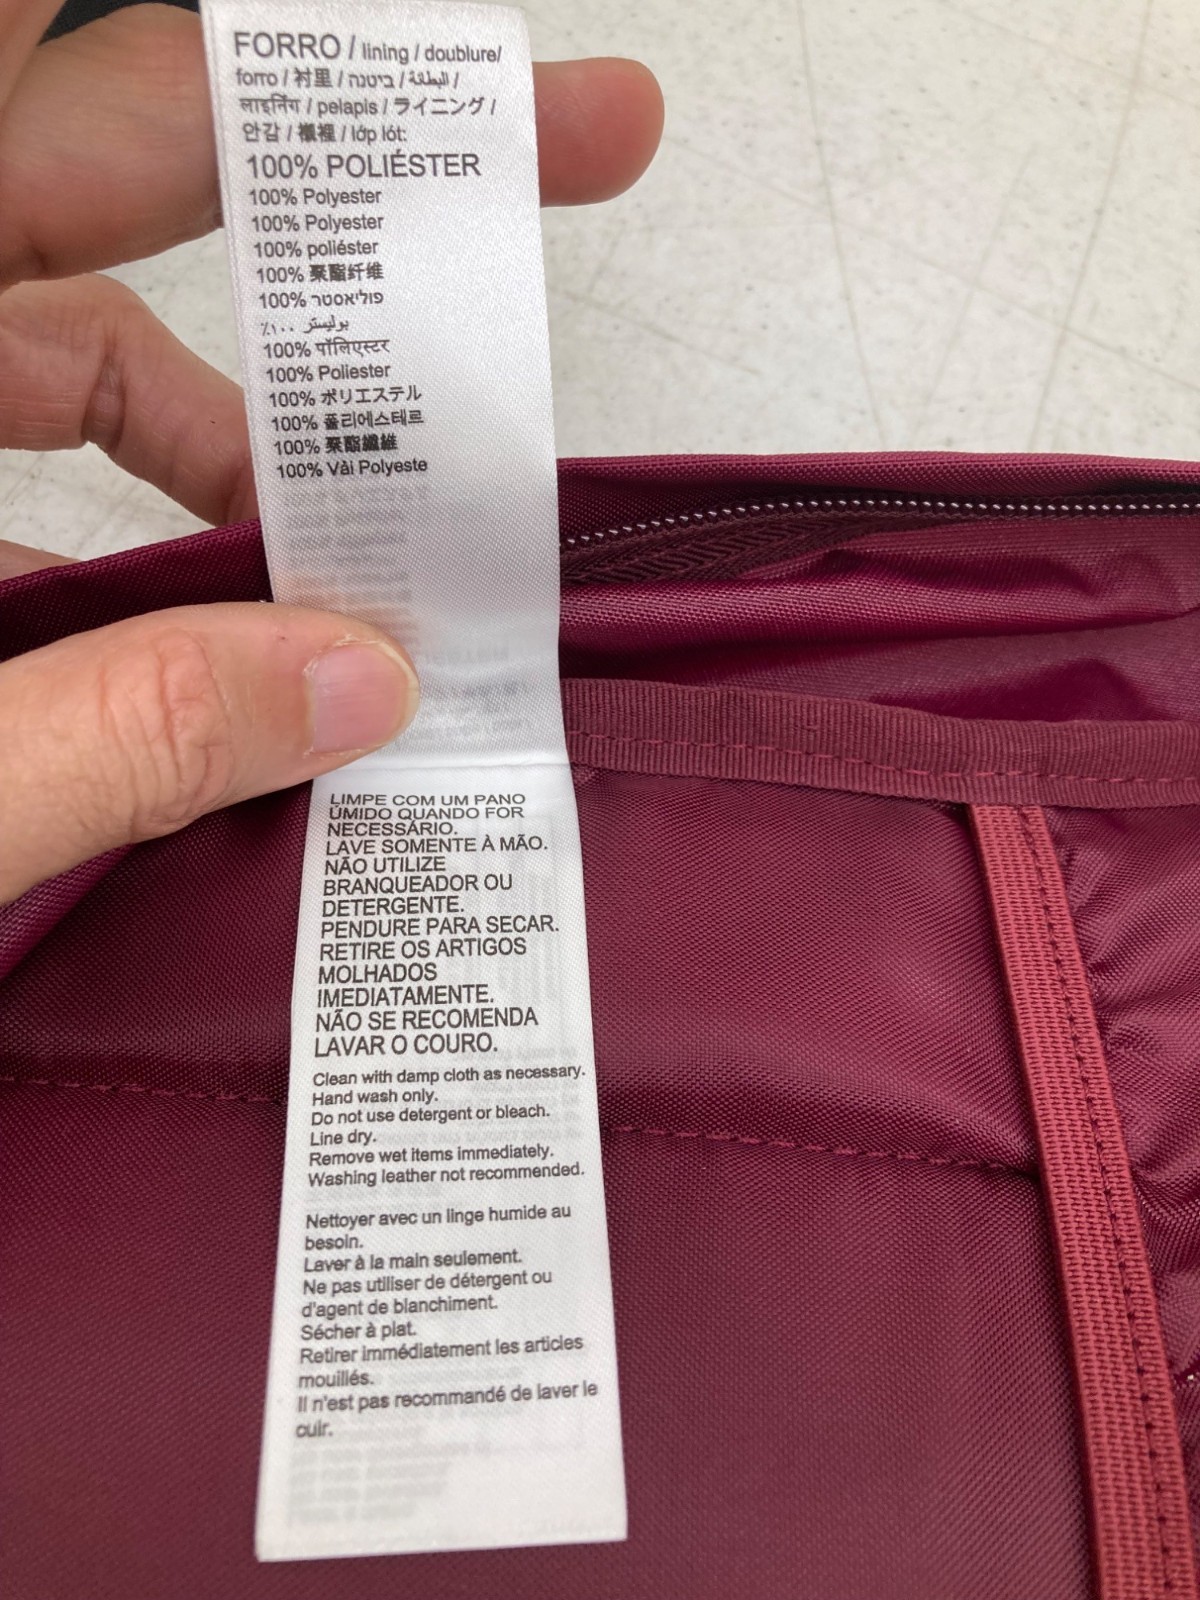 FORRO / lining / doublure/
forro / 衬里 / ביטנה / البطانة /
लाइनिंग / pelapis / ライニング /
안감 / 襯裡 / lớp lót:
100% POLIÉSTER
100% Polyester
100% Polyester
100% poliéster
100% 聚酯纤维
100% פוליאסטר
٪١٠٠ بوليستر
100% पॉलिएस्टर
100% Poliester
100% ポリエステル
100% 폴리에스테르
100% 聚酯纖維
100% Vải Polyeste
LIMPE COM UM PANO
ÚMIDO QUANDO FOR
NECESSÁRIO.
LAVE SOMENTE À MÃO.
NÃO UTILIZE
BRANQUEADOR OU
DETERGENTE.
PENDURE PARA SECAR.
RETIRE OS ARTIGOS
MOLHADOS
IMEDIATAMENTE.
NÃO SE RECOMENDA
LAVAR O COURO.
Clean with damp cloth as necessary.
Hand wash only.
Do not use detergent or bleach.
Line dry.
Remove wet items immediately.
Washing leather not recommended.
Nettoyer avec un linge humide au
besoin.
Laver à la main seulement.
Ne pas utiliser de détergent ou
d'agent de blanchiment.
Sécher à plat.
Retirer immédiatement les articles
mouillés.
Il n'est pas recommandé de laver le
cuir.